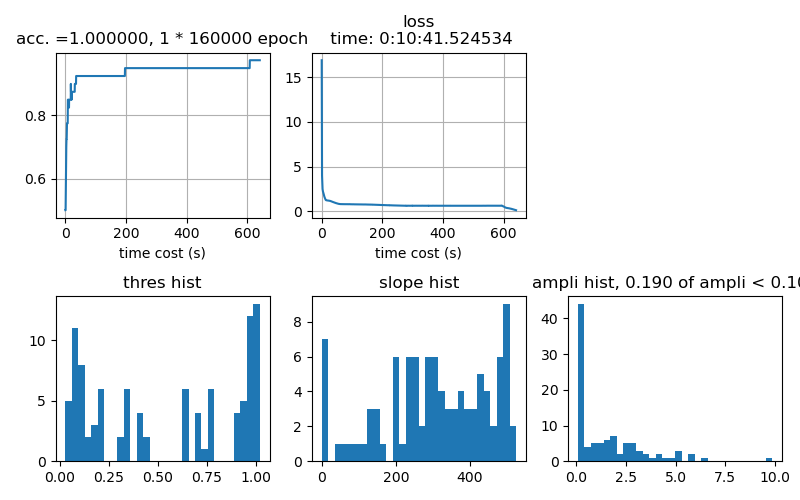 acc. =1.000000, 1 * 160000 epoch
loss
time: 0:10:41.524534
0.8
0.6
0 200 400 600
time cost (s)
15
10
5
0
0 200 400 600
time cost (s)
thres hist
10
5
0
0.00 0.25 0.50 0.75 1.00
slope hist
8
6
4
2
0
0 200 400
ampli hist, 0.190 of ampli < 0.10
40
30
20
10
0
0.0 2.5 5.0 7.5 10.0